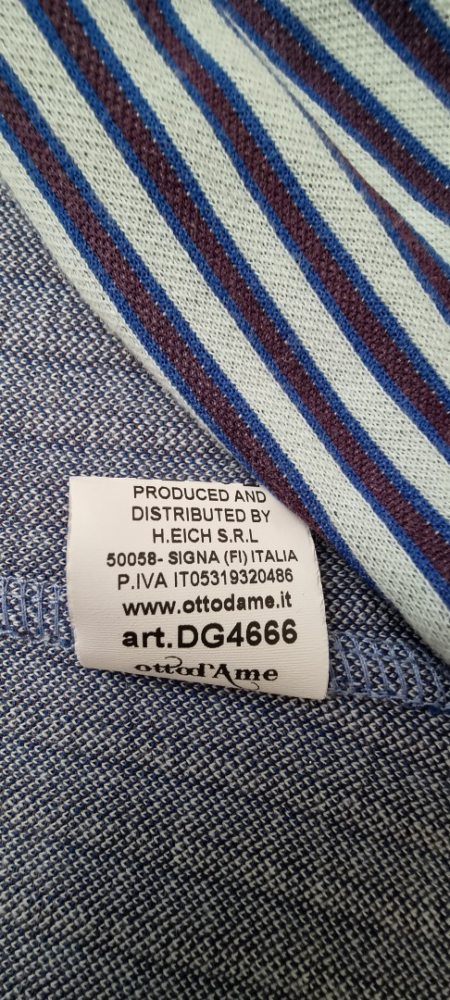 PRODUCED AND
DISTRIBUTED BY
H.EICH S.R.L
50058- SIGNA (FI) ITALIA
P.IVA IT05319320486
www.ottodame.it
art.DG4666
ottod'Ame